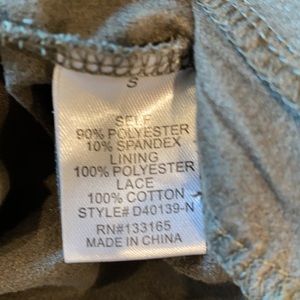 S
SELF
90% POLYESTER
10% SPANDEX
LINING
100% POLYESTER
LACE
100% COTTON
STYLE# D40139-N
RN#133165
MADE IN CHINA